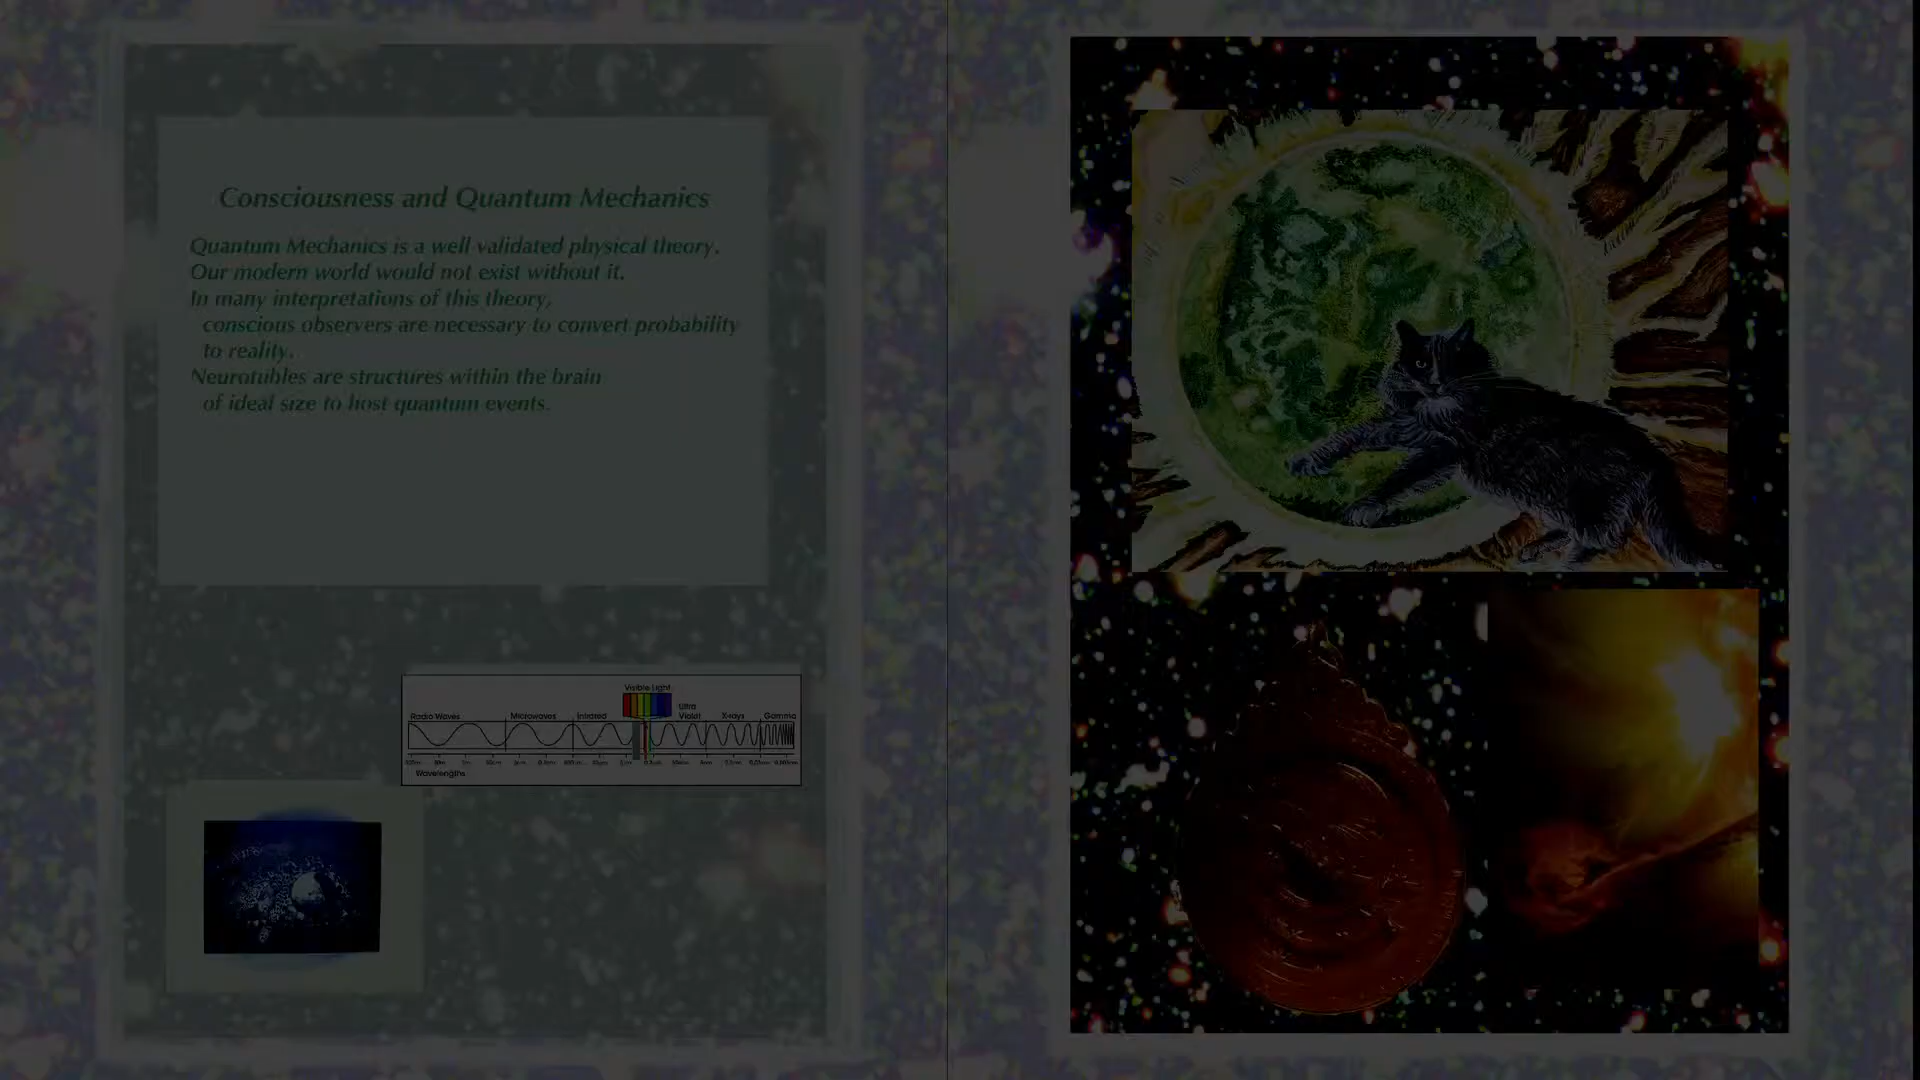 Consciousness and Quantum Mechanics
Quantum Mechanics is a well validated physical theory.
Our modern world would not exist without it.
In many interpretations of this theory,
conscious observers are necessary to convert probability
to reality.
Neurotubles are structures within the brain
of ideal size to host quantum events.
Visible Light
Radio Waves Microwaves Infrared Ultra Violet X-rays Gamma
Wavelengths